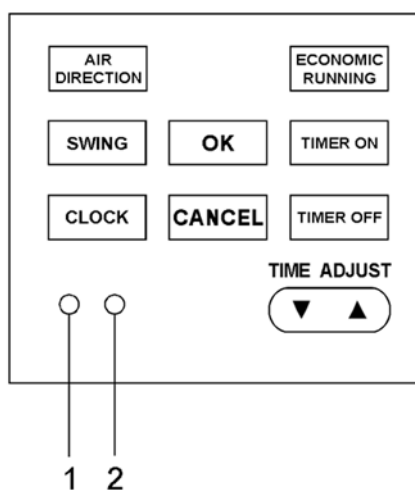 AIR
DIRECTION
ECONOMIC
RUNNING
SWING
OK
TIMER ON
CLOCK
CANCEL
TIMER OFF
TIME ADJUST
▼ ▲
1 2